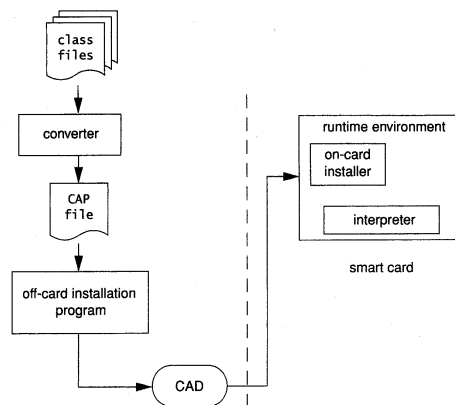 class
files
converter
CAP
file
off-card installation
program
CAD
runtime environment
on-card
installer
interpreter
smart card